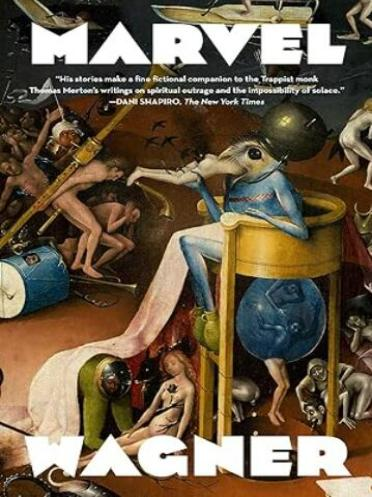 MARVEL
"His stories make a fine fictional companion to the Trappist monk
Thomas Merton's writings on spiritual outrage and the impossibility of solace."
—DANI SHAPIRO, The New York Times
WAGNER